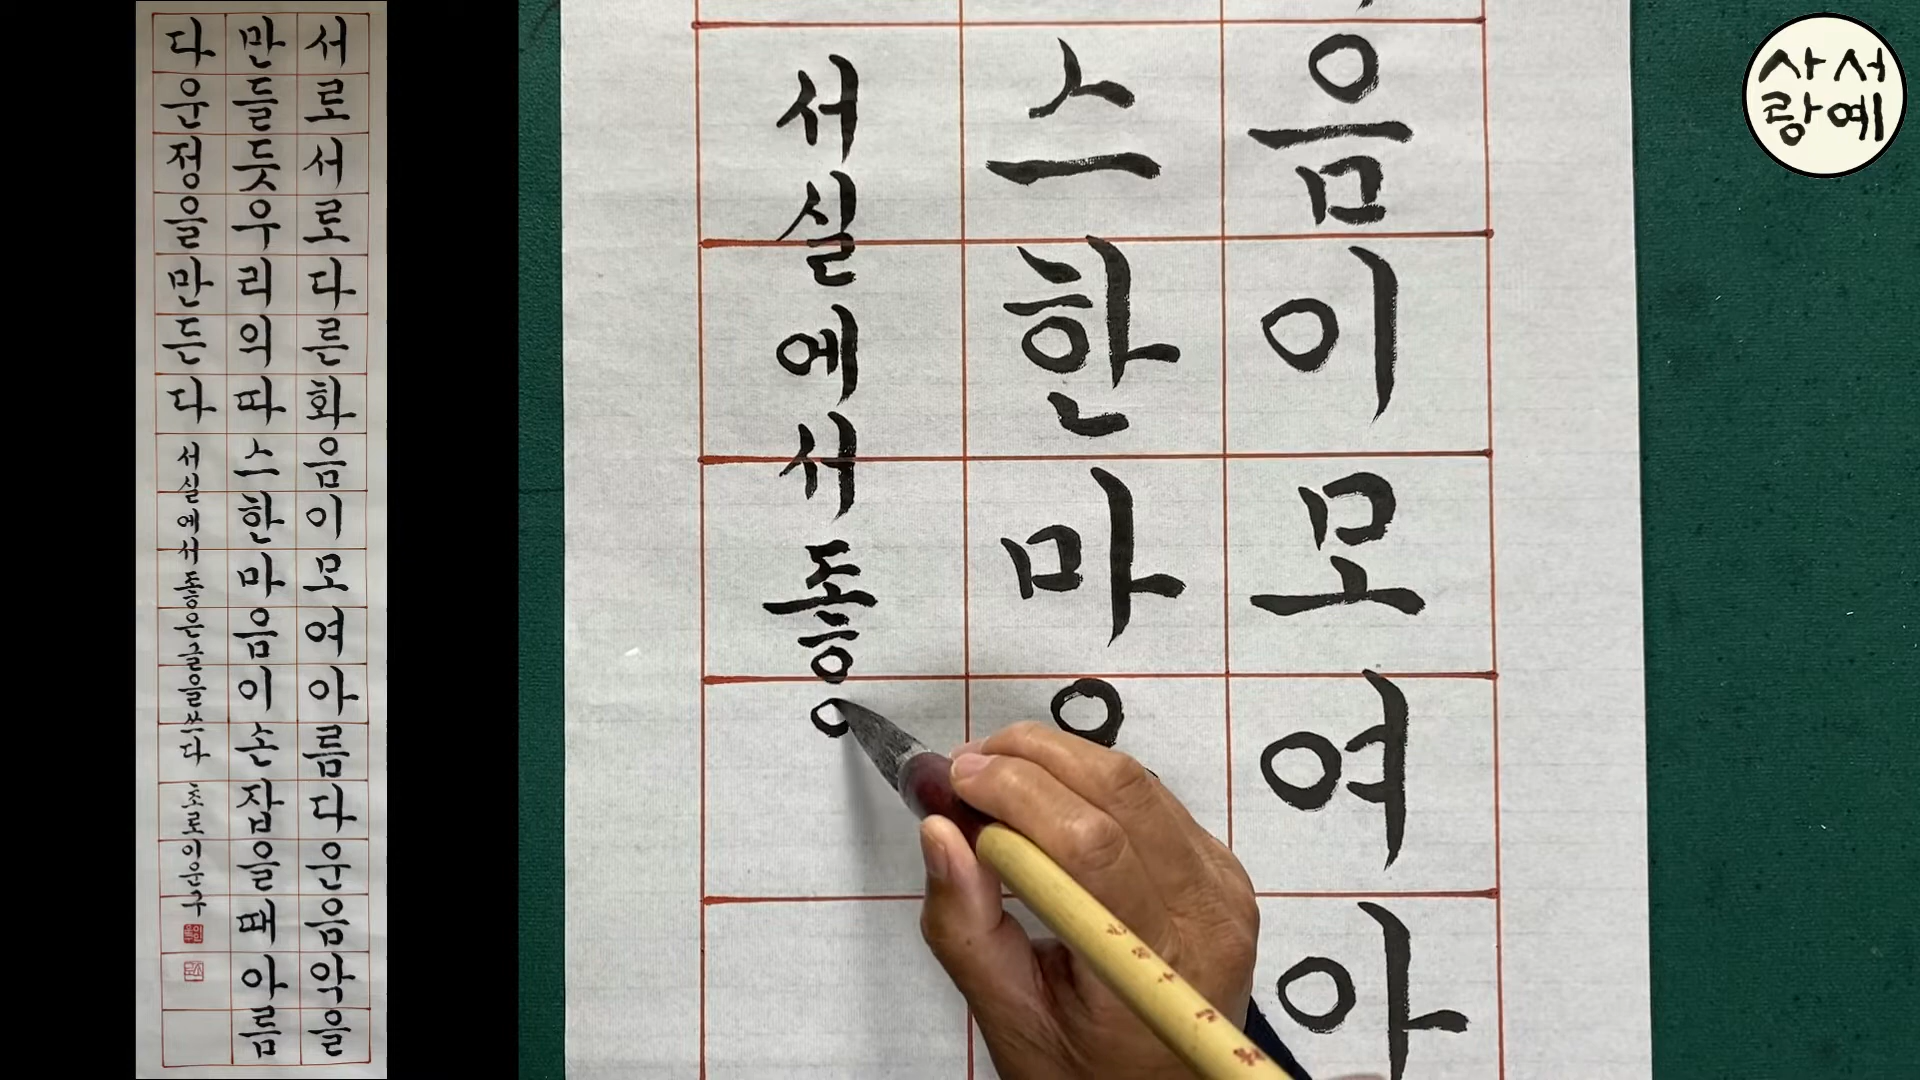 서로서로다른화음이모여아름다운음악을
만들듯우리의따스한마음이손잡을때아름
다운정을만든다 서실에서좋은글을쓰다 초로이운구
음이모여아
스한마
서실에서좋ㅇ
서예
사랑